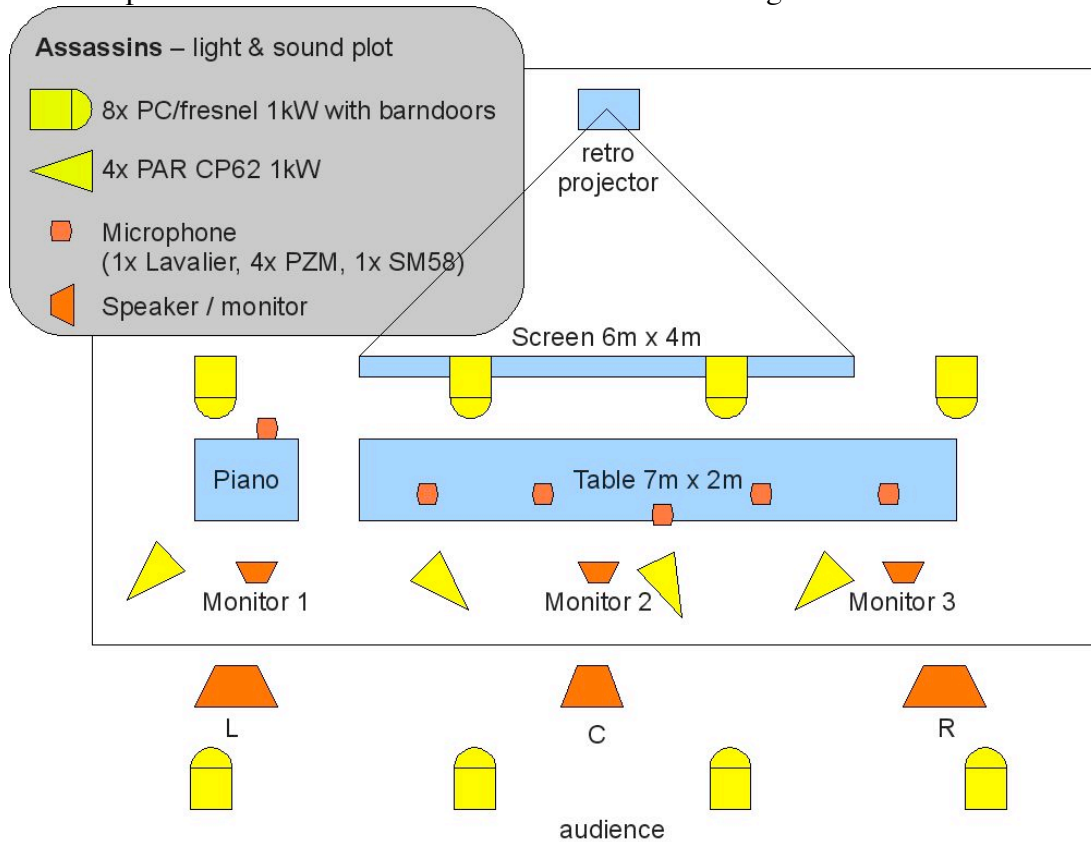 Assassins – light & sound plot
8x PC/fresnel 1kW with barndoors
4x PAR CP62 1kW
Microphone
(1x Lavalier, 4x PZM, 1x SM58)
Speaker / monitor
retro
projector
Screen 6m x 4m
Piano
Table 7m x 2m
Monitor 1
Monitor 2
Monitor 3
L
C
R
audience